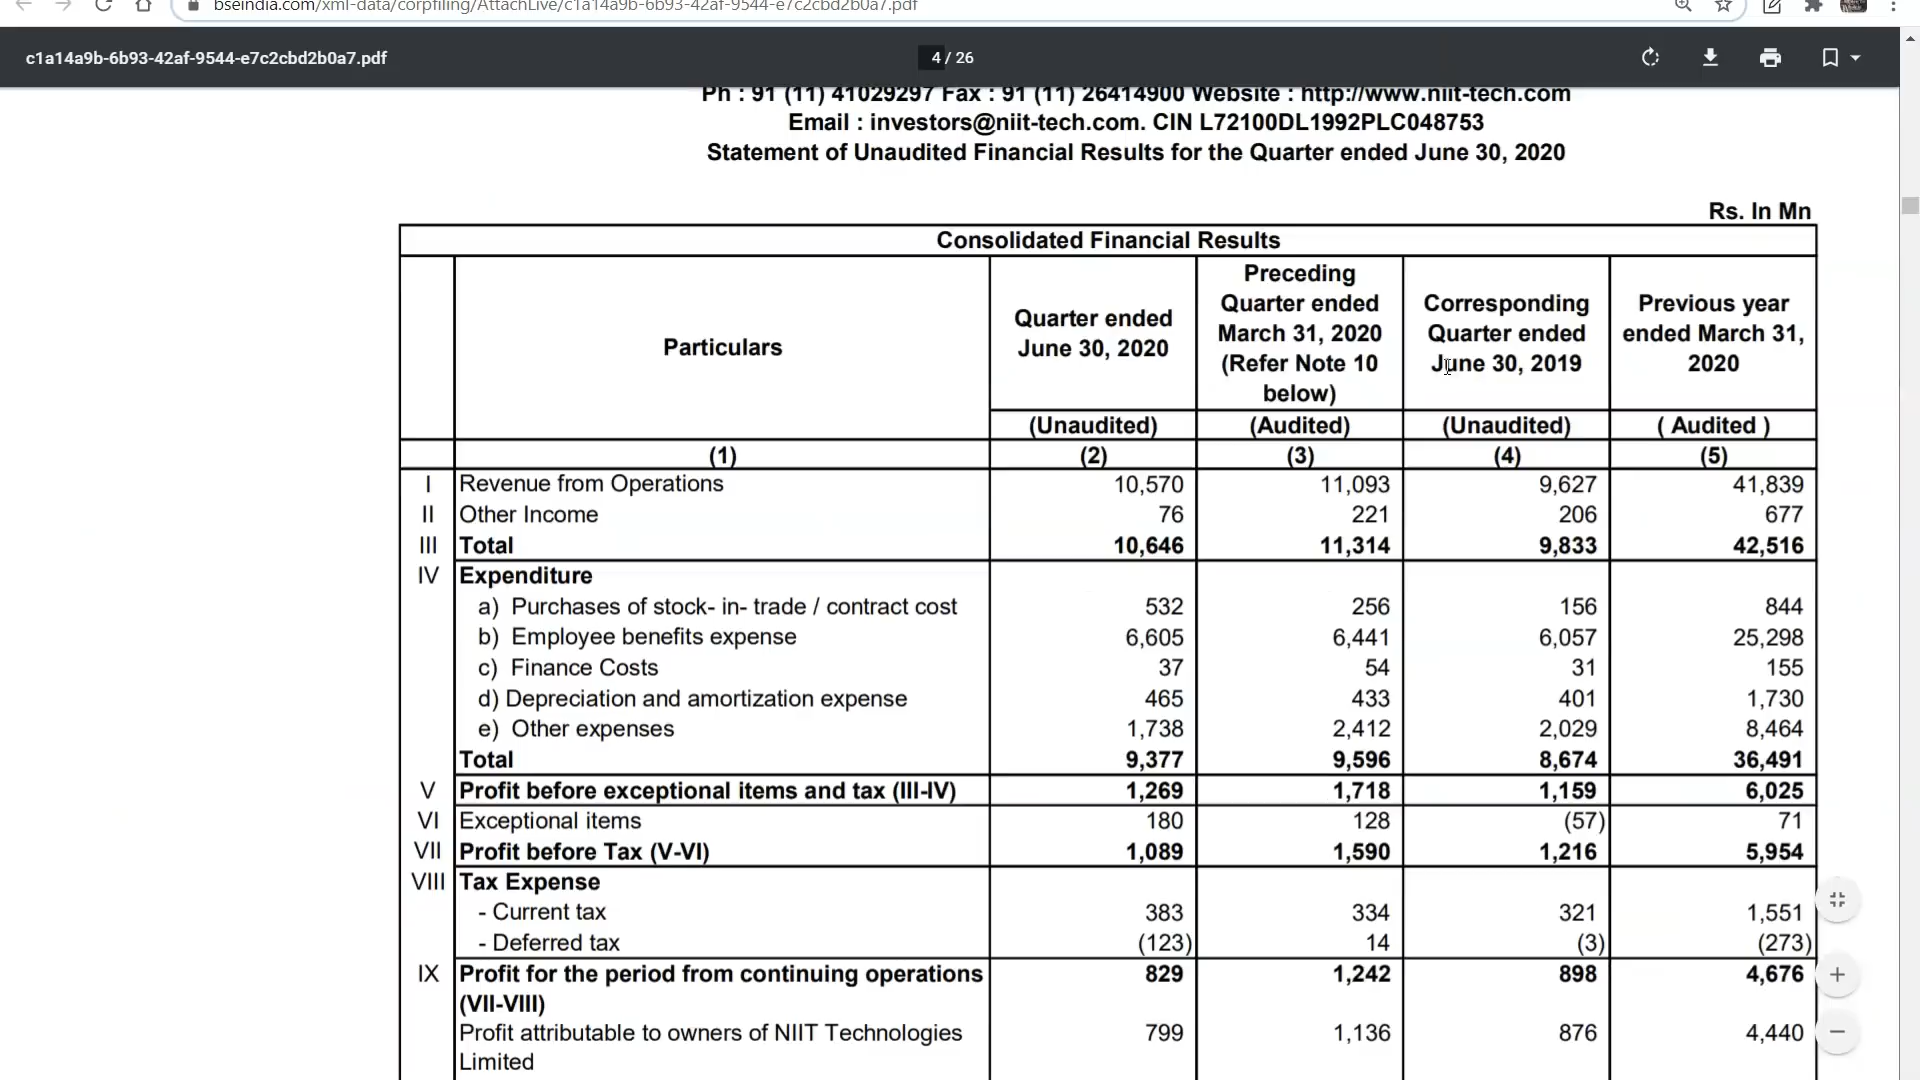 bseindia.com/xml-data/corpfiling/AttachLive/c1a14a9b-6b93-42af-9544-e7c2cbd2b0a7.pdf
c1a14a9b-6b93-42af-9544-e7c2cbd2b0a7.pdf 4 / 26
Ph : 91 (11) 41029297 Fax : 91 (11) 26414900 Website : http://www.niit-tech.com
Email : investors@niit-tech.com. CIN L72100DL1992PLC048753
Statement of Unaudited Financial Results for the Quarter ended June 30, 2020
Rs. In Mn
Consolidated Financial Results
Particulars
Quarter ended
June 30, 2020
Preceding
Quarter ended
March 31, 2020
(Refer Note 10
below)
Corresponding
Quarter ended
June 30, 2019
Previous year
ended March 31,
2020
(Unaudited) (Audited) (Unaudited) ( Audited )
(1) (2) (3) (4) (5)
I Revenue from Operations 10,570 11,093 9,627 41,839
II Other Income 76 221 206 677
III Total 10,646 11,314 9,833 42,516
IV Expenditure
a) Purchases of stock- in- trade / contract cost 532 256 156 844
b) Employee benefits expense 6,605 6,441 6,057 25,298
c) Finance Costs 37 54 31 155
d) Depreciation and amortization expense 465 433 401 1,730
e) Other expenses 1,738 2,412 2,029 8,464
Total 9,377 9,596 8,674 36,491
V Profit before exceptional items and tax (III-IV) 1,269 1,718 1,159 6,025
VI Exceptional items 180 128 (57) 71
VII Profit before Tax (V-VI) 1,089 1,590 1,216 5,954
VIII Tax Expense
- Current tax 383 334 321 1,551
- Deferred tax (123) 14 (3) (273)
IX Profit for the period from continuing operations 829 1,242 898 4,676
(VII-VIII)
Profit attributable to owners of NIIT Technologies 799 1,136 876 4,440
Limited